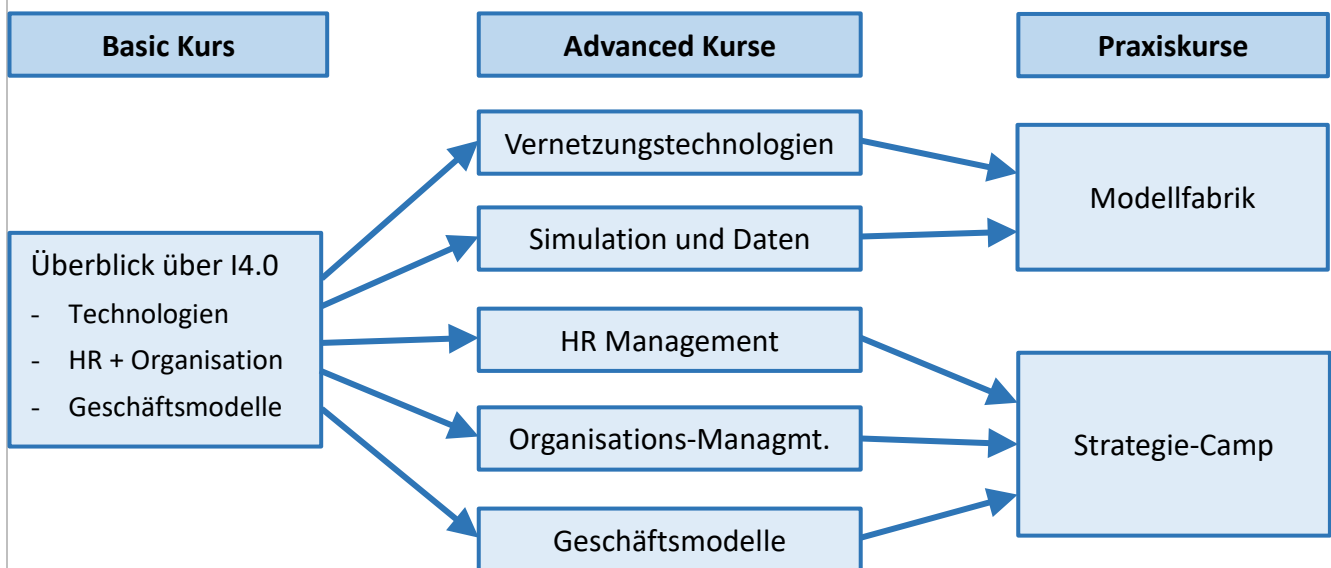 Basic Kurs
Advanced Kurse
Praxiskurse
Überblick über I4.0
- Technologien
- HR + Organisation
- Geschäftsmodelle
Vernetzungstechnologien
Simulation und Daten
HR Management
Organisations-Managmt.
Geschäftsmodelle
Modellfabrik
Strategie-Camp